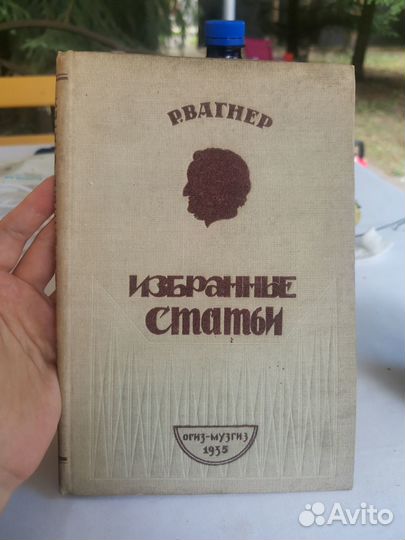 Р. ВАГНЕР
ИЗБРАННЫЕ
СТАТЬИ
ОГИЗ-МУЗГИЗ
1935
Avito